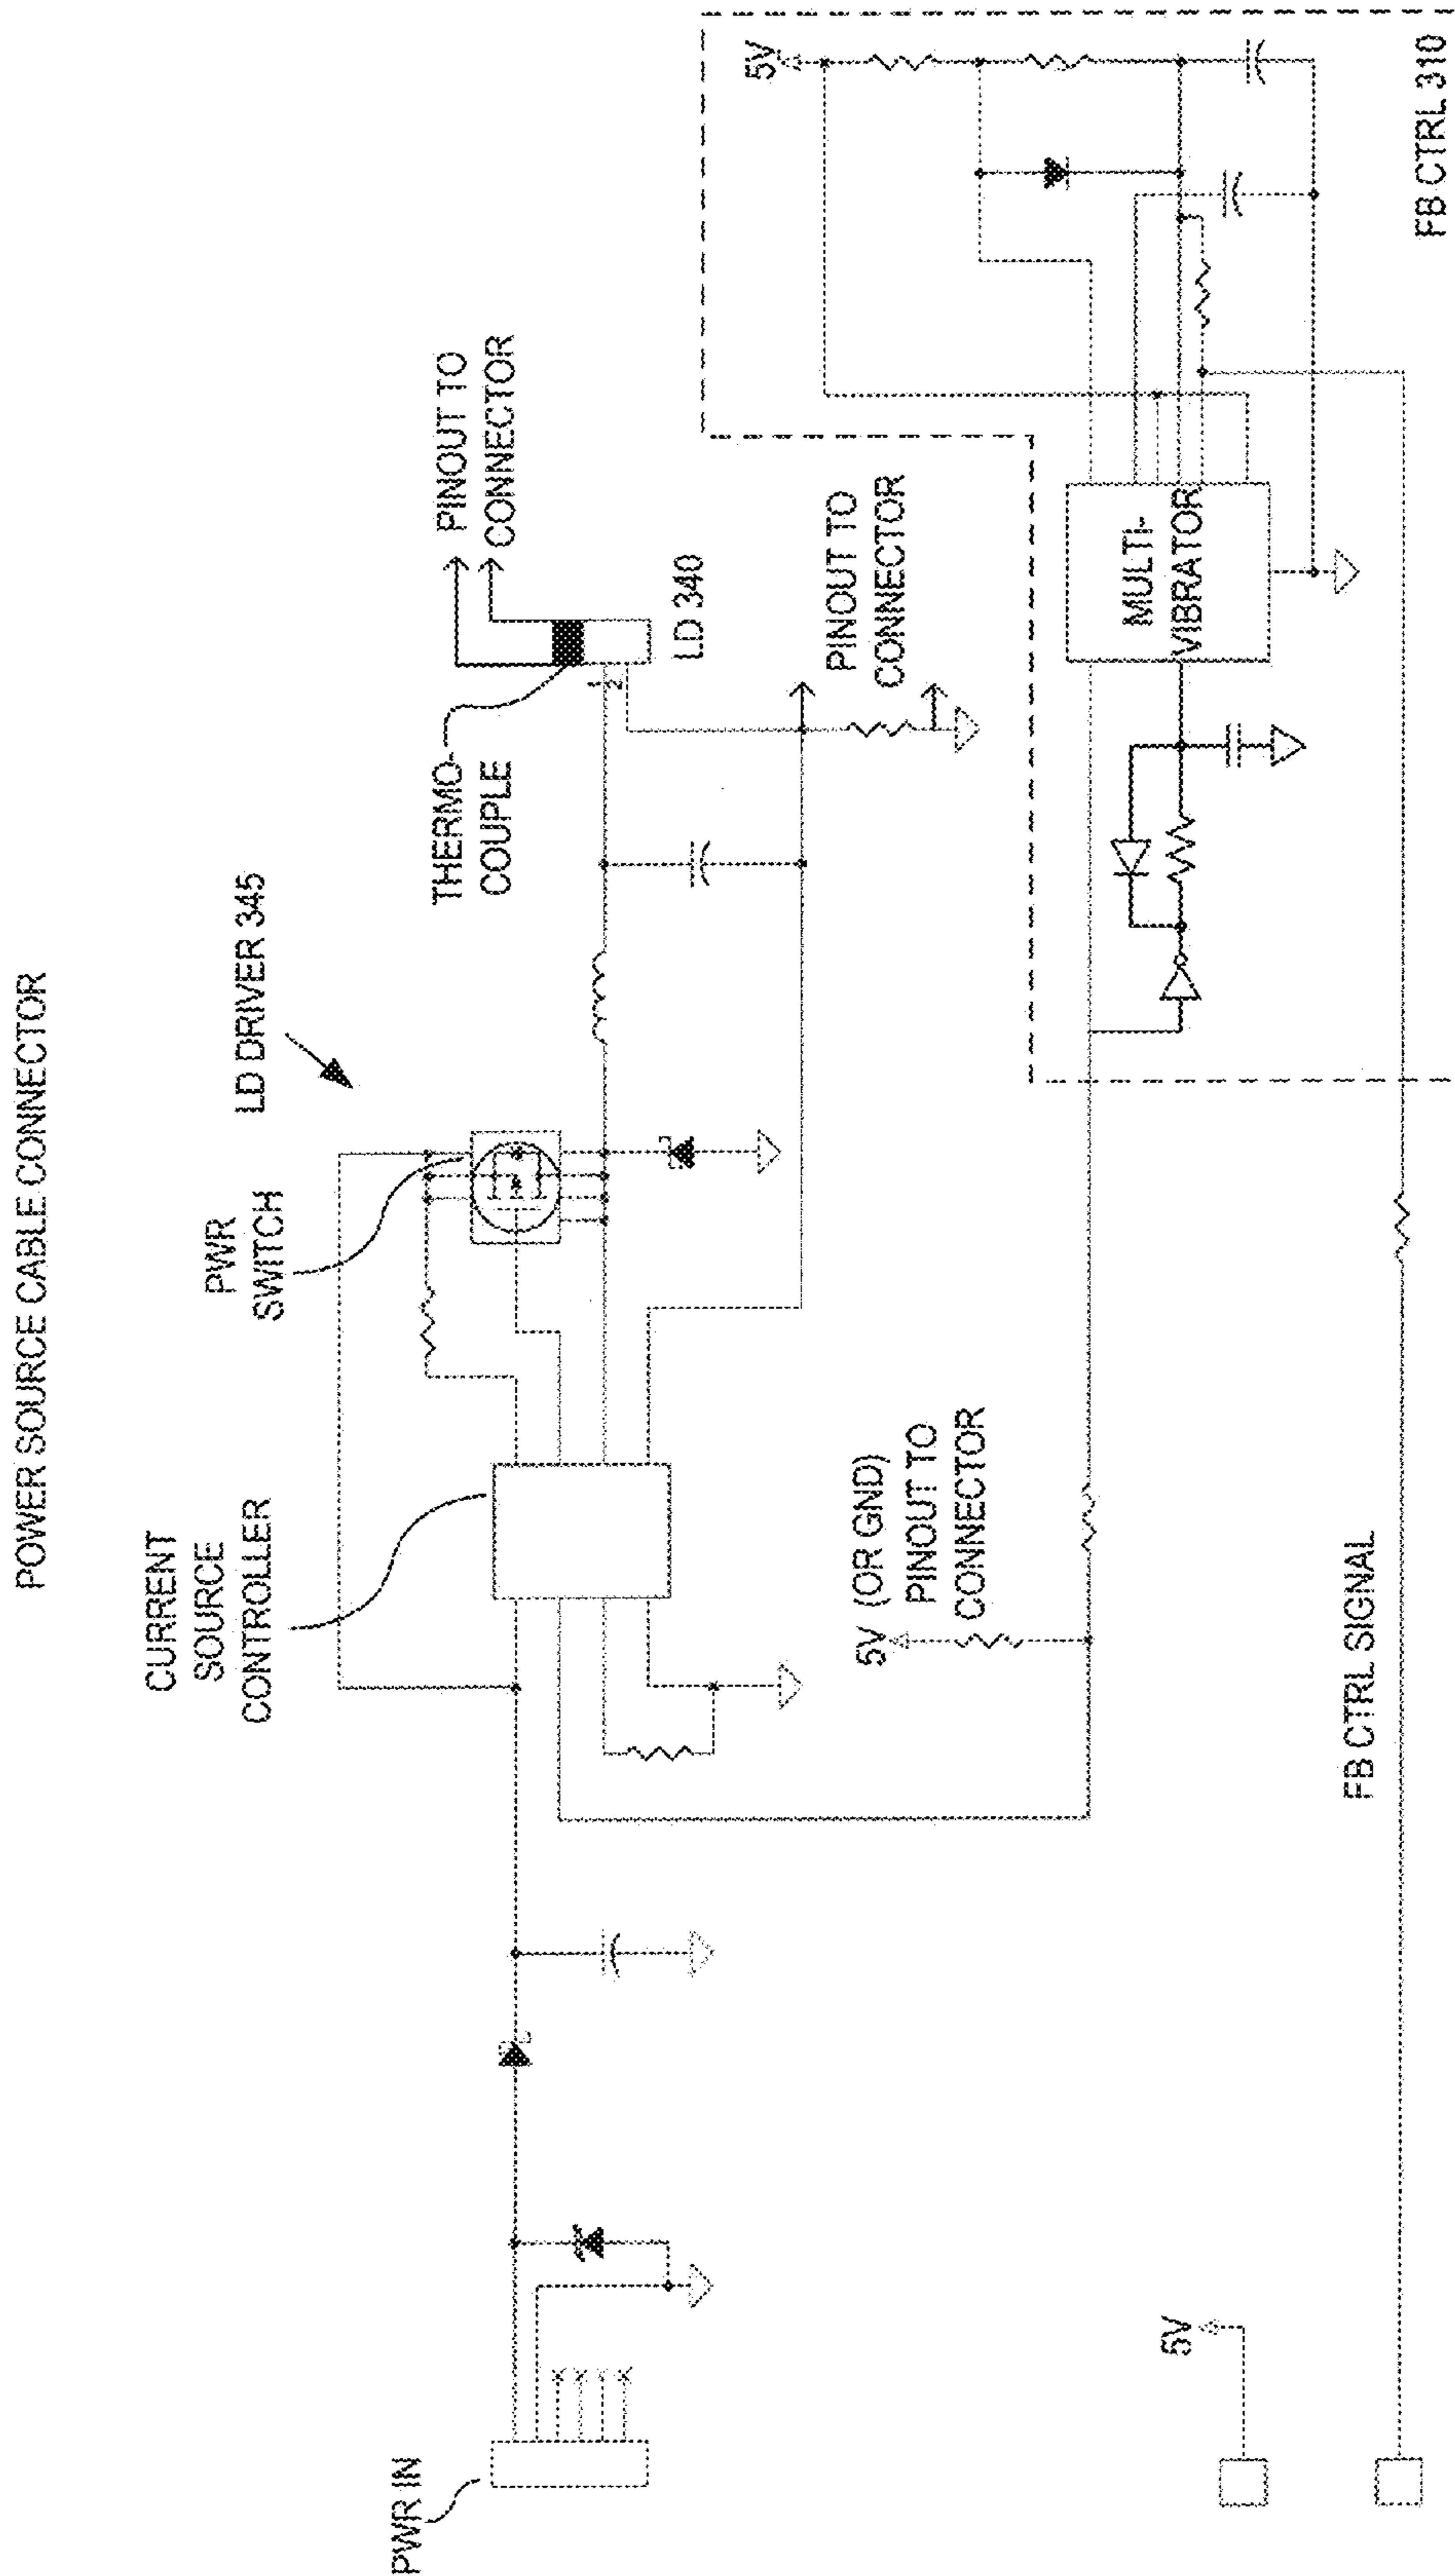 POWER SOURCE CABLE CONNECTOR
LD DRIVER 345
CURRENT
SOURCE
CONTROLLER
PWR
SWITCH
PINOUT TO
CONNECTOR
THERMO-
COUPLE
1
2
LD 340
PWR IN
PINOUT TO
CONNECTOR
5V (OR GND)
PINOUT TO
CONNECTOR
5V
MULTI-
VIBRATOR
5V
FB CTRL SIGNAL
FB CTRL 310